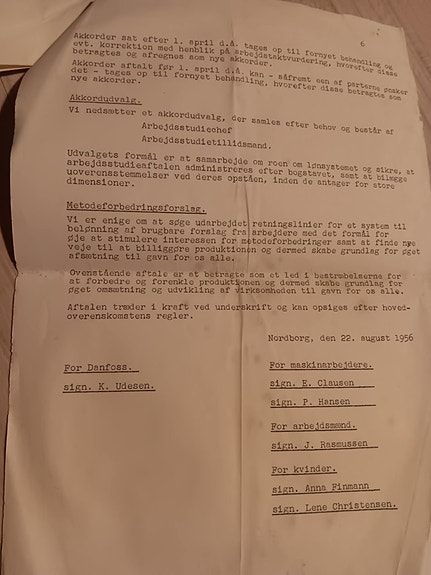 6
Akkorder sat efter 1. april d.å. tages op til fornyet behandling og
evt. korrektion med henblik på arbejdstaktvurdering, hvorefter disse
betragtes og afregnes som nye akkorder.
Akkorder aftalt før 1. april d.å. kan - såfremt een af parterne ønsker
det - tages op til fornyet behandling, hvorefter disse betragtes som
nye akkorder.
Akkordudvalg.
Vi nedsætter et akkordudvalg, der samles efter behov og består af
Arbejdsstudiechef
Arbejdsstudietillidsmand.
Udvalgets formål er at samarbejde om roen om lønsystemet og sikre, at
arbejdsstudieaftalen administreres efter bogstavet, samt at bilægge
uoverensstemmelser ved deres opståen, inden de antager for store
dimensioner.
Metodeforbedringsforslag.
Vi er enige om at søge udarbejdet retningslinier for et system til
belønning af brugbare forslag fra arbejdere med det formål for
øje at stimulere interessen for metodeforbedringer samt at finde nye
veje til at billiggøre produktionen og dermed skabe grundlag for øget
afsætning til gavn for os alle.
Ovenstående aftale er at betragte som et led i bestræbelserne for
at forbedre og forenkle produktionen og dermed skabe grundlag for
øget omsætning og udvikling af virksomheden til gavn for os alle.
Aftalen træder i kraft ved underskrift og kan opsiges efter hoved-
overenskomstens regler.
Nordborg, den 22. august 1956
For Danfoss.
sign. K. Udesen.
For maskinarbejdere.
sign. E. Clausen
sign. P. Hansen
For arbejdsmænd.
sign. J. Rasmussen
For kvinder.
sign. Anna Finmann
sign. Lene Christensen.